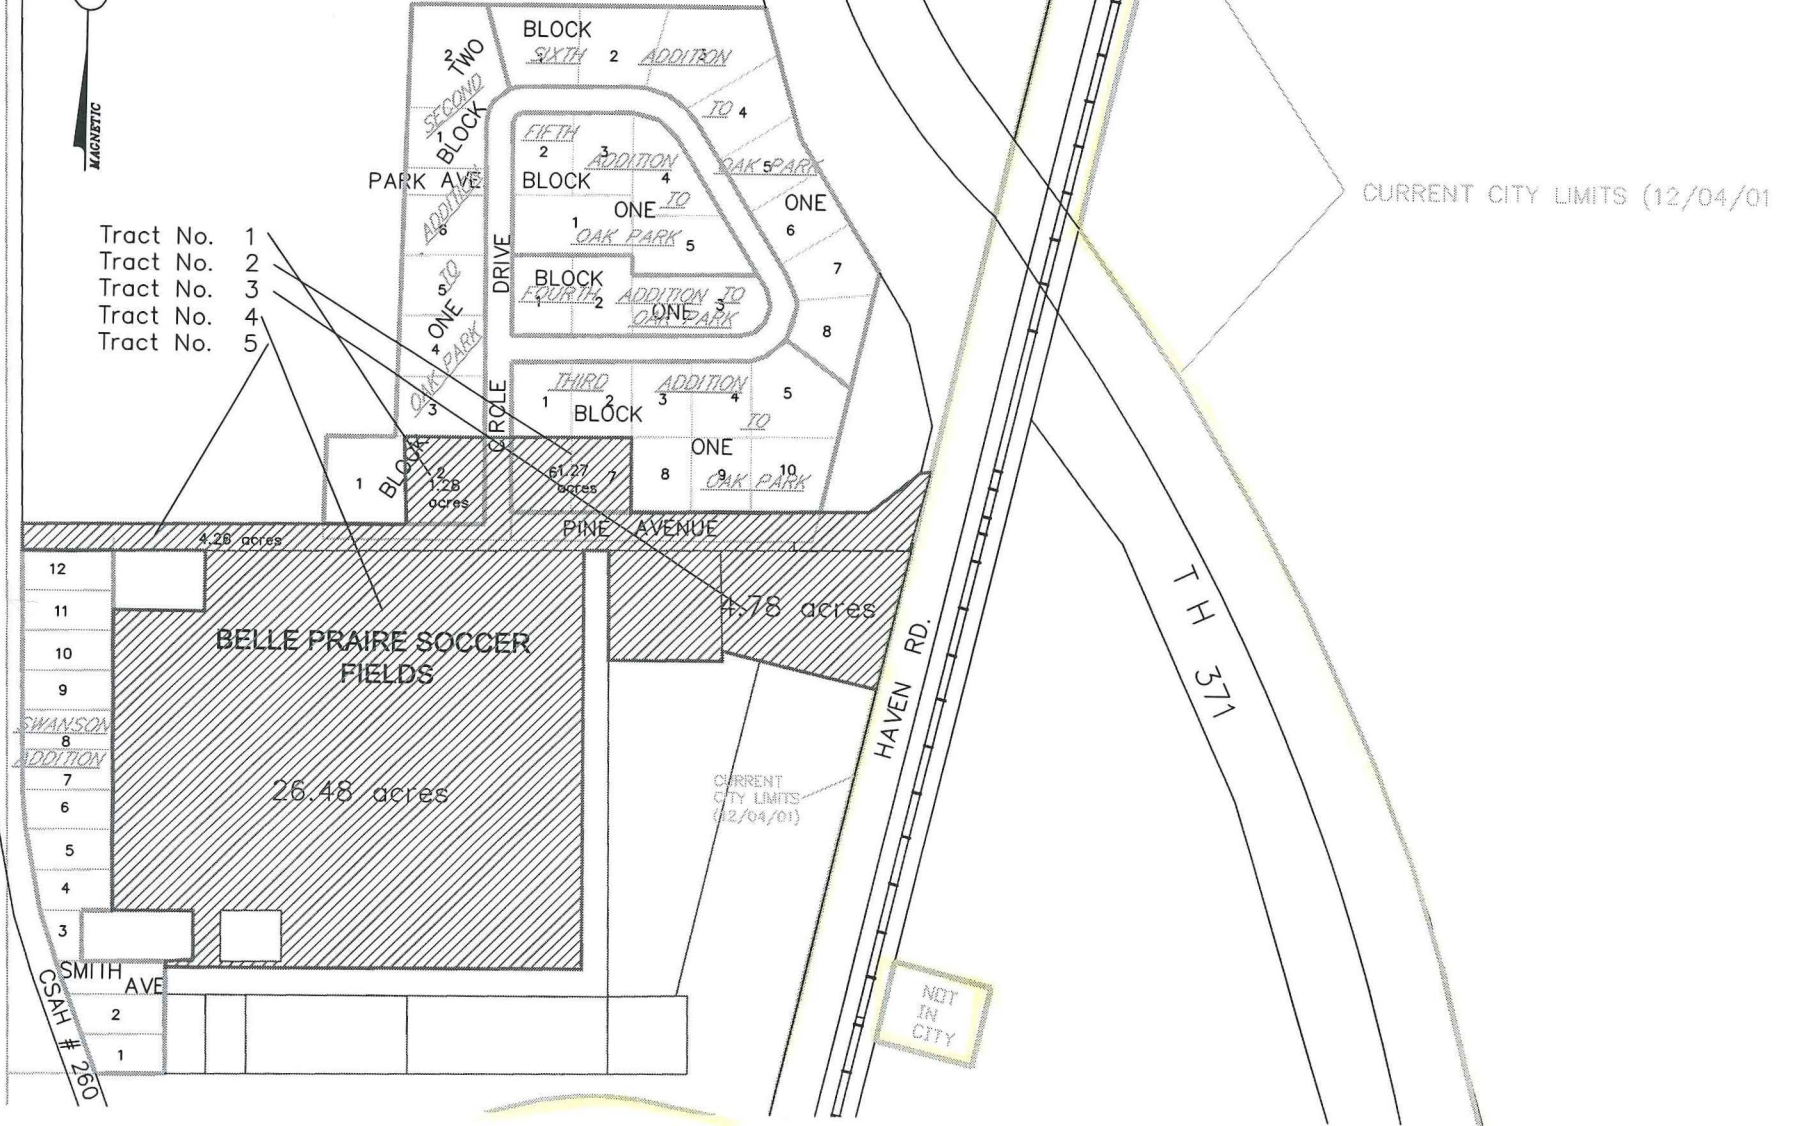 MAGNETIC
BLOCK
SIXTH 1 2 ADDITION 3
2
TWO
SECOND
TO 4
1
BLOCK
FIFTH
2 3
ADDITION
OAK PARK 5
PARK AVE
BLOCK
4
ADDITION
TO
ONE
ONE
1
OAK PARK 5
6
6
Tract No. 1
Tract No. 2
Tract No. 3
Tract No. 4
Tract No. 5
DRIVE
BLOCK
7
TO
5
FOURTH 1 2 ADDITION TO 3
ONE
OAK PARK
ONE
8
4
OAK PARK
3
CIRCLE
THIRD ADDITION 5
1 2 3 4
BLOCK
TO
ONE
1
BLOCK
2
1.28
acres
6 1.27 7
acres
8 9 10
OAK PARK
PINE AVENUE
4.26 acres
1
12
11
10
9
SWANSON
8
ADDITION
7
6
5
4
3
4.78 acres
BELLE PRAIRE SOCCER
FIELDS
26.48 acres
HAVEN RD.
CURRENT
CITY LIMITS
(12/04/01)
CURRENT CITY LIMITS (12/04/01
TH 371
SMITH
AVE
CSAH # 260
2
1
NOT
IN
CITY